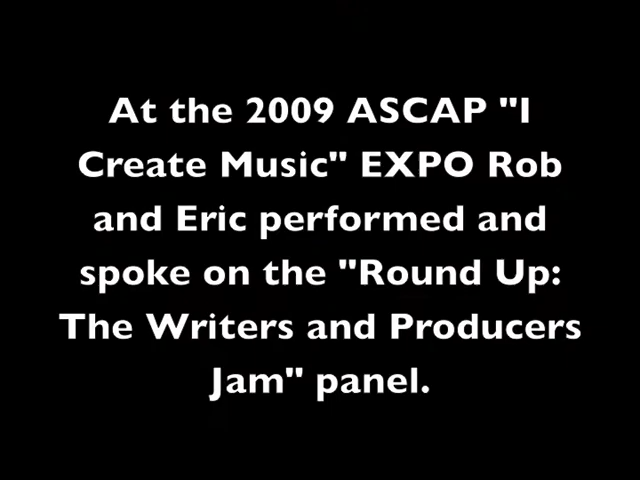 At the 2009 ASCAP "I
Create Music" EXPO Rob
and Eric performed and
spoke on the "Round Up:
The Writers and Producers
Jam" panel.